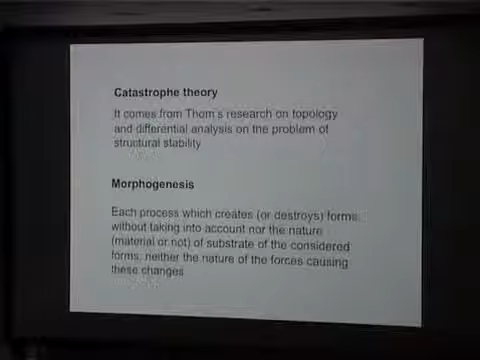 Catastrophe theory
It comes from Thom's research on topology
and differential analysis on the problem of
structural stability
Morphogenesis
Each process which creates (or destroys) forms,
without taking into account nor the nature
(material or not) of substrate of the considered
forms, neither the nature of the forces causing
these changes